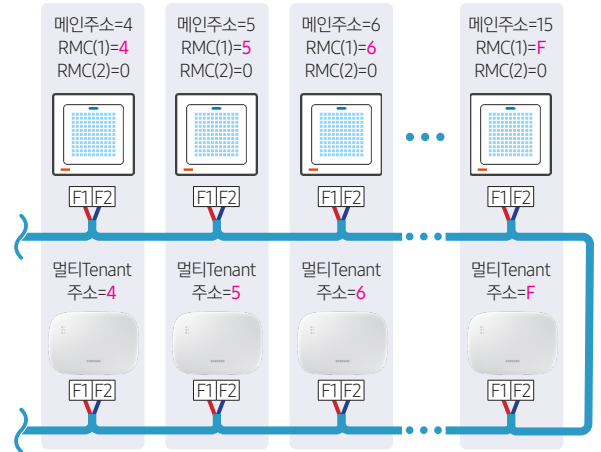 메인주소=4
RMC(1)=4
RMC(2)=0
메인주소=5
RMC(1)=5
RMC(2)=0
메인주소=6
RMC(1)=6
RMC(2)=0
메인주소=15
RMC(1)=F
RMC(2)=0
F1 F2
F1 F2
F1 F2
F1 F2
멀티Tenant
주소=4
멀티Tenant
주소=5
멀티Tenant
주소=6
멀티Tenant
주소=F
SAMSUNG
SAMSUNG
SAMSUNG
SAMSUNG
F1 F2
F1 F2
F1 F2
F1 F2